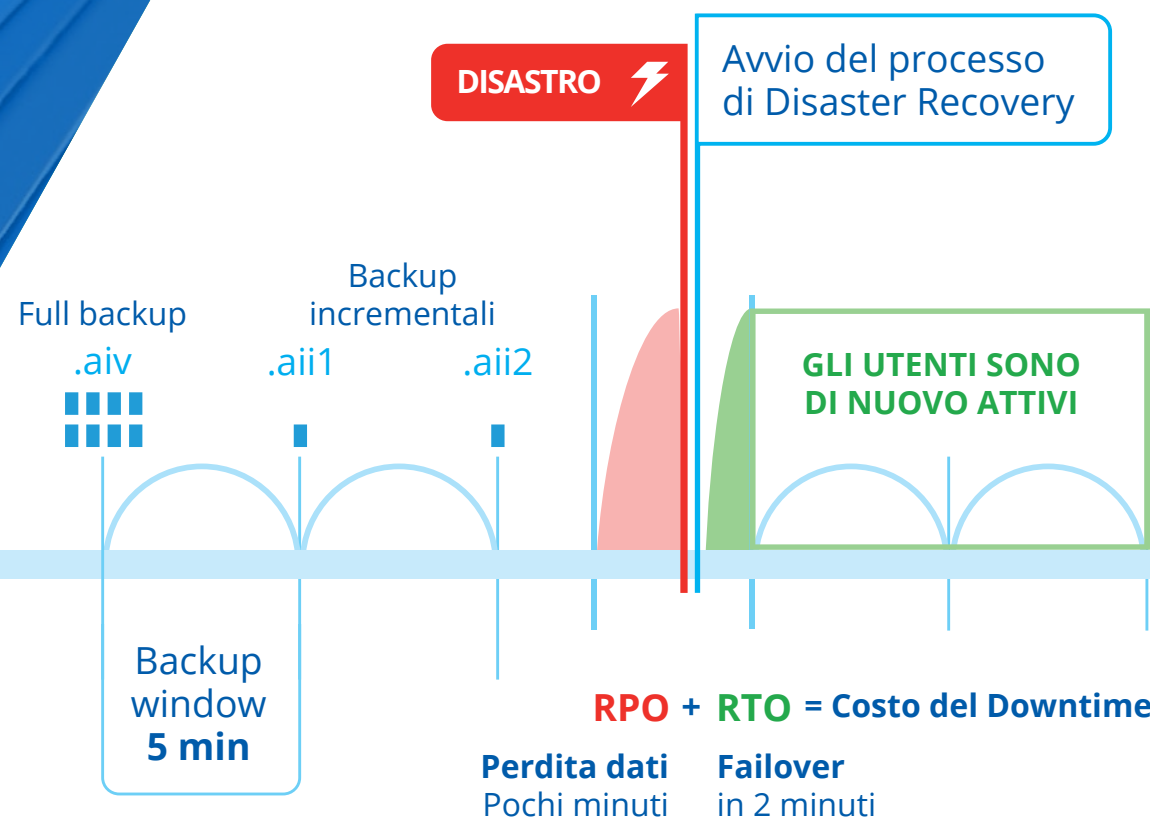 DISASTRO
Avvio del processo
di Disaster Recovery
Full backup
.aiv
Backup
incrementali
.aii1
.aii2
GLI UTENTI SONO
DI NUOVO ATTIVI
Backup
window
5 min
RPO + RTO = Costo del Downtime
Perdita dati
Pochi minuti
Failover
in 2 minuti